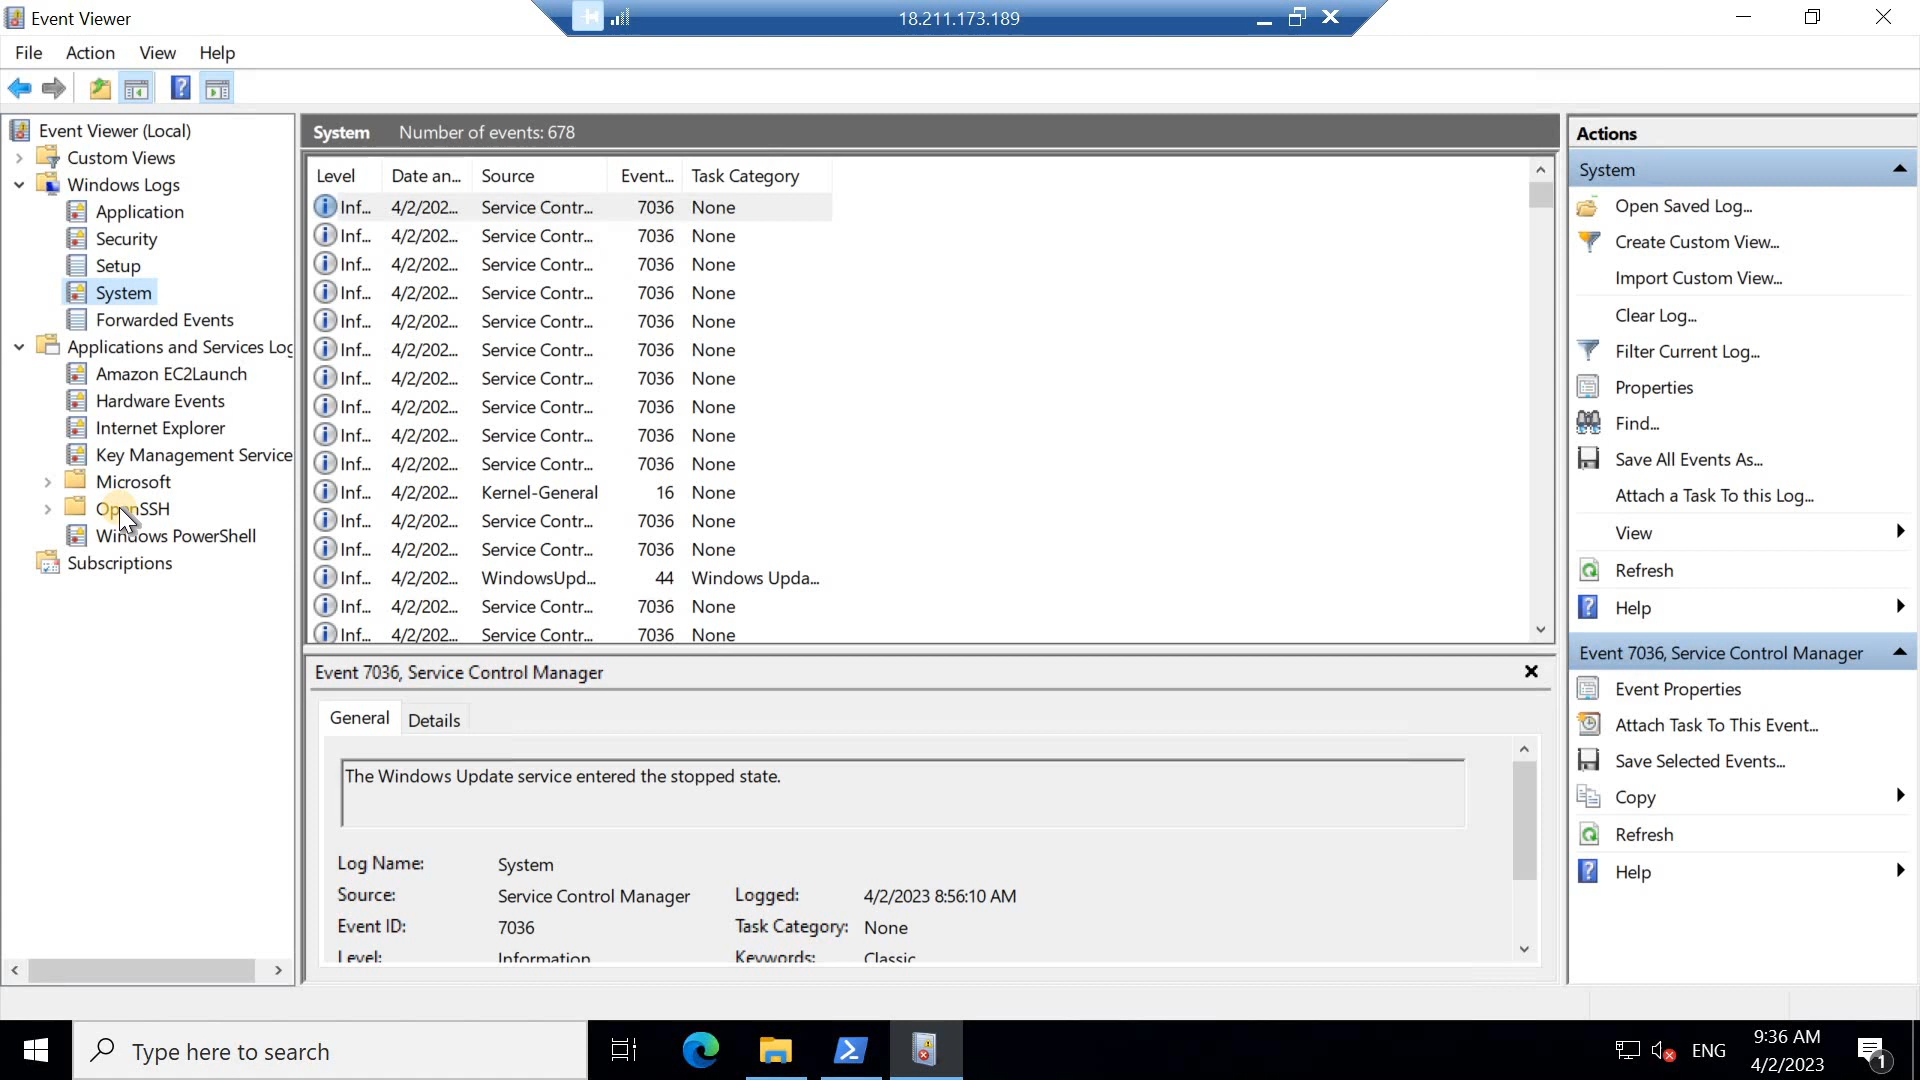 Event Viewer
18.211.173.189
File Action View Help
Event Viewer (Local)
Custom Views
Windows Logs
Application
Security
Setup
System
Forwarded Events
Applications and Services Log
Amazon EC2Launch
Hardware Events
Internet Explorer
Key Management Service
Microsoft
OpenSSH
Windows PowerShell
Subscriptions
System Number of events: 678
Level Date an... Source Event... Task Category
Inf... 4/2/202... Service Contr... 7036 None
Inf... 4/2/202... Service Contr... 7036 None
Inf... 4/2/202... Service Contr... 7036 None
Inf... 4/2/202... Service Contr... 7036 None
Inf... 4/2/202... Service Contr... 7036 None
Inf... 4/2/202... Service Contr... 7036 None
Inf... 4/2/202... Service Contr... 7036 None
Inf... 4/2/202... Service Contr... 7036 None
Inf... 4/2/202... Service Contr... 7036 None
Inf... 4/2/202... Service Contr... 7036 None
Inf... 4/2/202... Kernel-General 16 None
Inf... 4/2/202... Service Contr... 7036 None
Inf... 4/2/202... Service Contr... 7036 None
Inf... 4/2/202... WindowsUpd... 44 Windows Upda...
Inf... 4/2/202... Service Contr... 7036 None
Inf... 4/2/202... Service Contr... 7036 None
Event 7036, Service Control Manager
General Details
The Windows Update service entered the stopped state.
Log Name: System
Source: Service Control Manager Logged: 4/2/2023 8:56:10 AM
Event ID: 7036 Task Category: None
Level: Information Keywords: Classic
Actions
System
Open Saved Log...
Create Custom View...
Import Custom View...
Clear Log...
Filter Current Log...
Properties
Find...
Save All Events As...
Attach a Task To this Log...
View
Refresh
Help
Event 7036, Service Control Manager
Event Properties
Attach Task To This Event...
Save Selected Events...
Copy
Refresh
Help
Type here to search
ENG
9:36 AM
4/2/2023
1